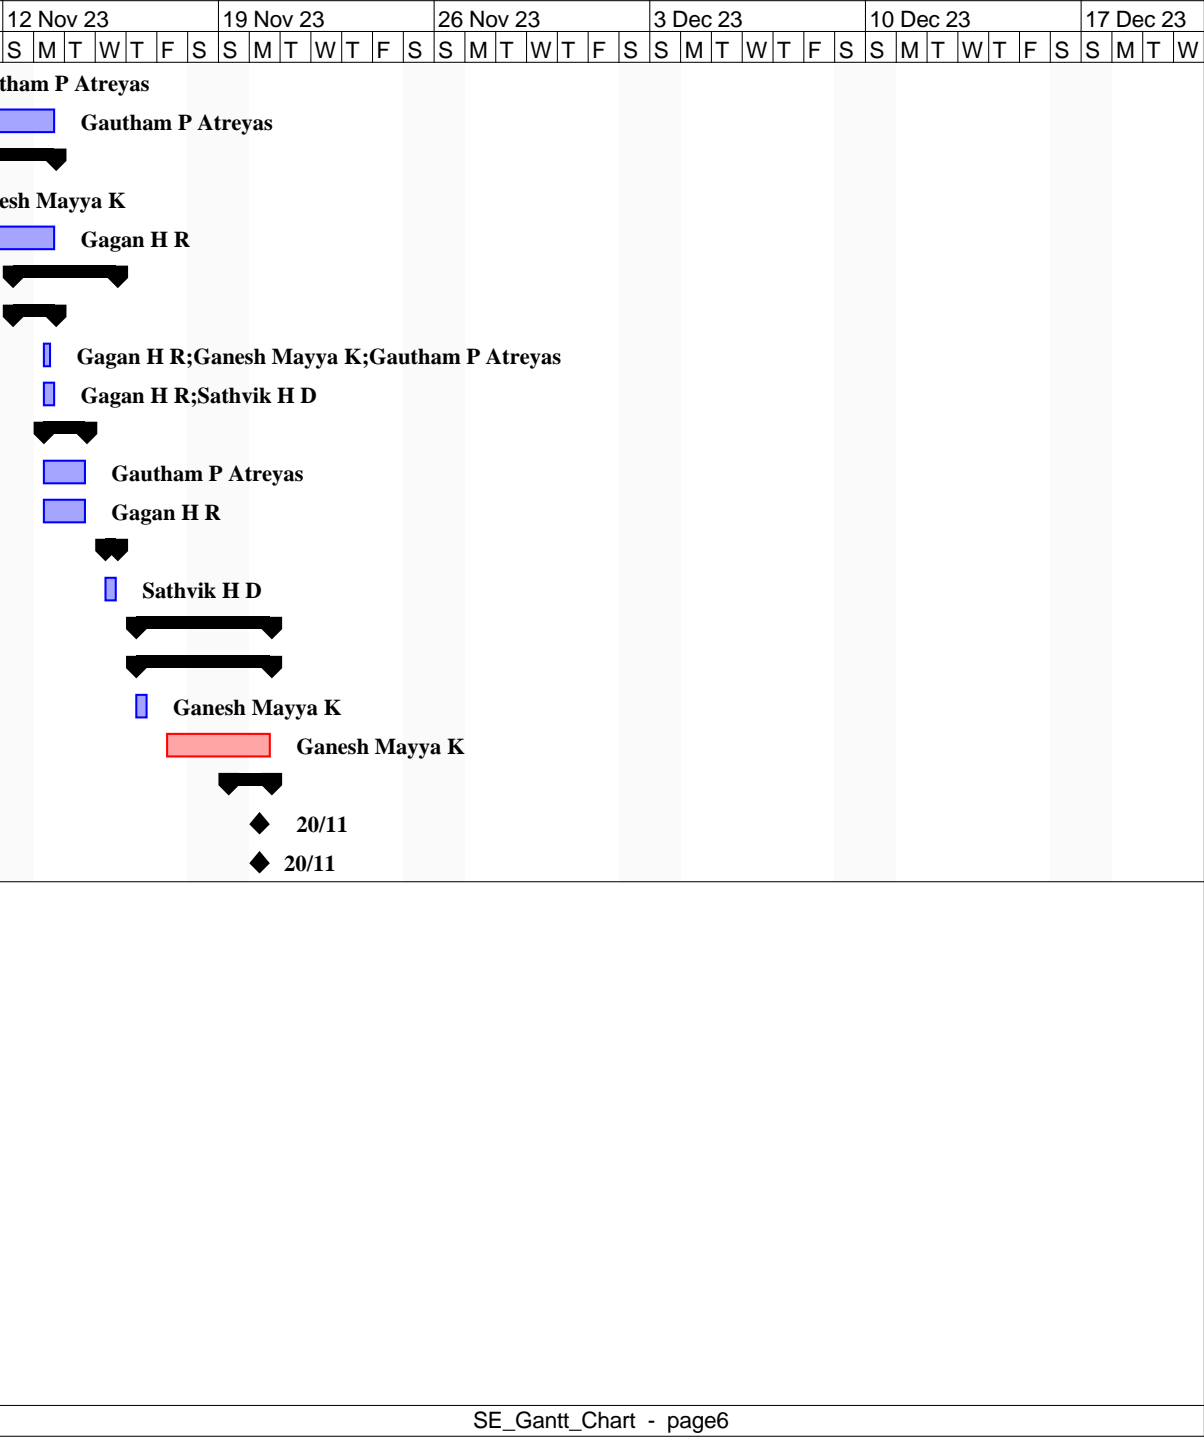 12 Nov 23 19 Nov 23 26 Nov 23 3 Dec 23 10 Dec 23 17 Dec 23
S M T W T F S S M T W T F S S M T W T F S S M T W T F S S M T W T F S S M T W
tham P Atreyas
Gautham P Atreyas
esh Mayya K
Gagan H R
Gagan H R;Ganesh Mayya K;Gautham P Atreyas
Gagan H R;Sathvik H D
Gautham P Atreyas
Gagan H R
Sathvik H D
Ganesh Mayya K
Ganesh Mayya K
20/11
20/11
SE_Gantt_Chart - page6